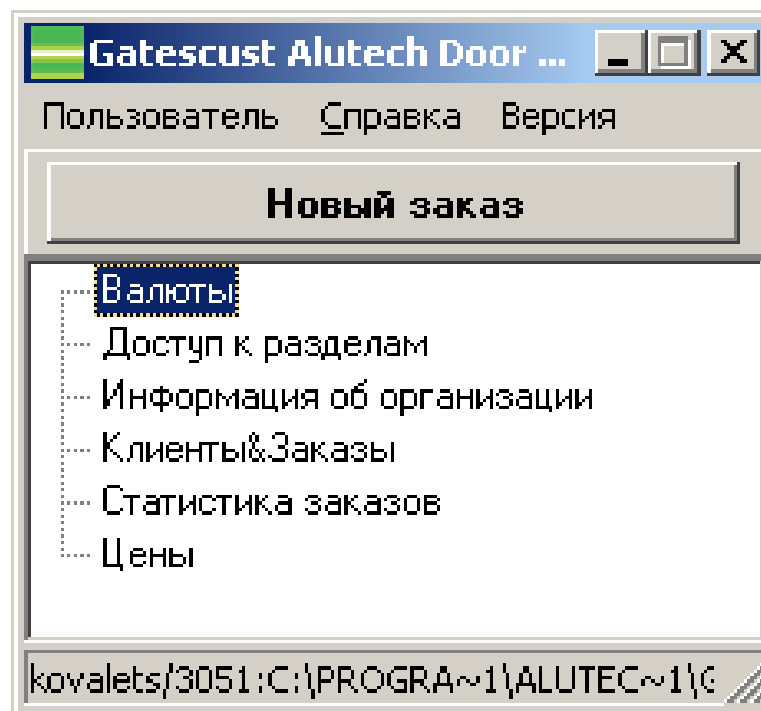 Gatescust Alutech Door ...
Пользователь Справка Версия
Новый заказ
Валюты
Доступ к разделам
Информация об организации
Клиенты&Заказы
Статистика заказов
Цены
kovalets/3051:C:\PROGRA~1\ALUTEC~1\G